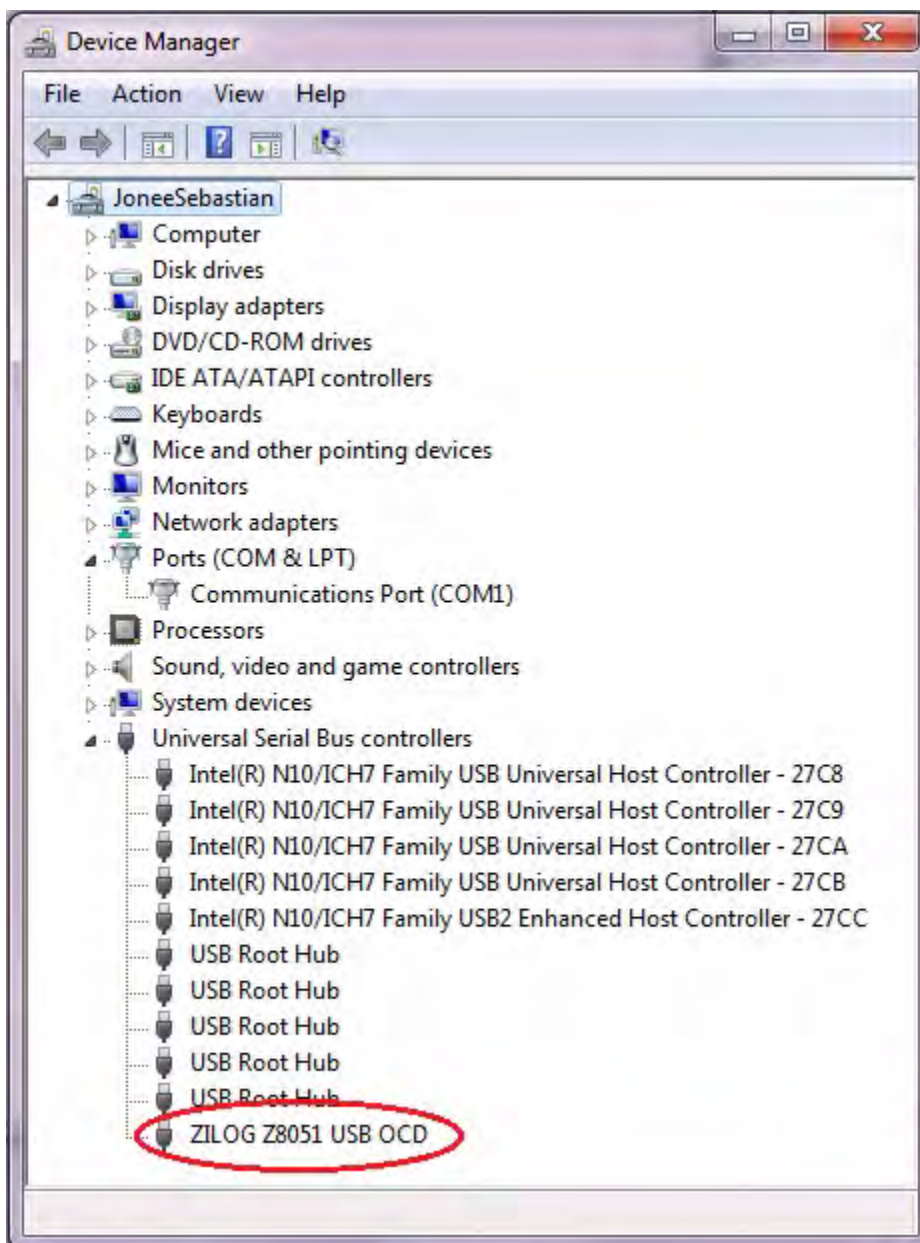 Device Manager
File Action View Help
JoneeSebastian
Computer
Disk drives
Display adapters
DVD/CD-ROM drives
IDE ATA/ATAPI controllers
Keyboards
Mice and other pointing devices
Monitors
Network adapters
Ports (COM & LPT)
Communications Port (COM1)
Processors
Sound, video and game controllers
System devices
Universal Serial Bus controllers
Intel(R) N10/ICH7 Family USB Universal Host Controller - 27C8
Intel(R) N10/ICH7 Family USB Universal Host Controller - 27C9
Intel(R) N10/ICH7 Family USB Universal Host Controller - 27CA
Intel(R) N10/ICH7 Family USB Universal Host Controller - 27CB
Intel(R) N10/ICH7 Family USB2 Enhanced Host Controller - 27CC
USB Root Hub
USB Root Hub
USB Root Hub
USB Root Hub
USB Root Hub
ZILOG Z8051 USB OCD